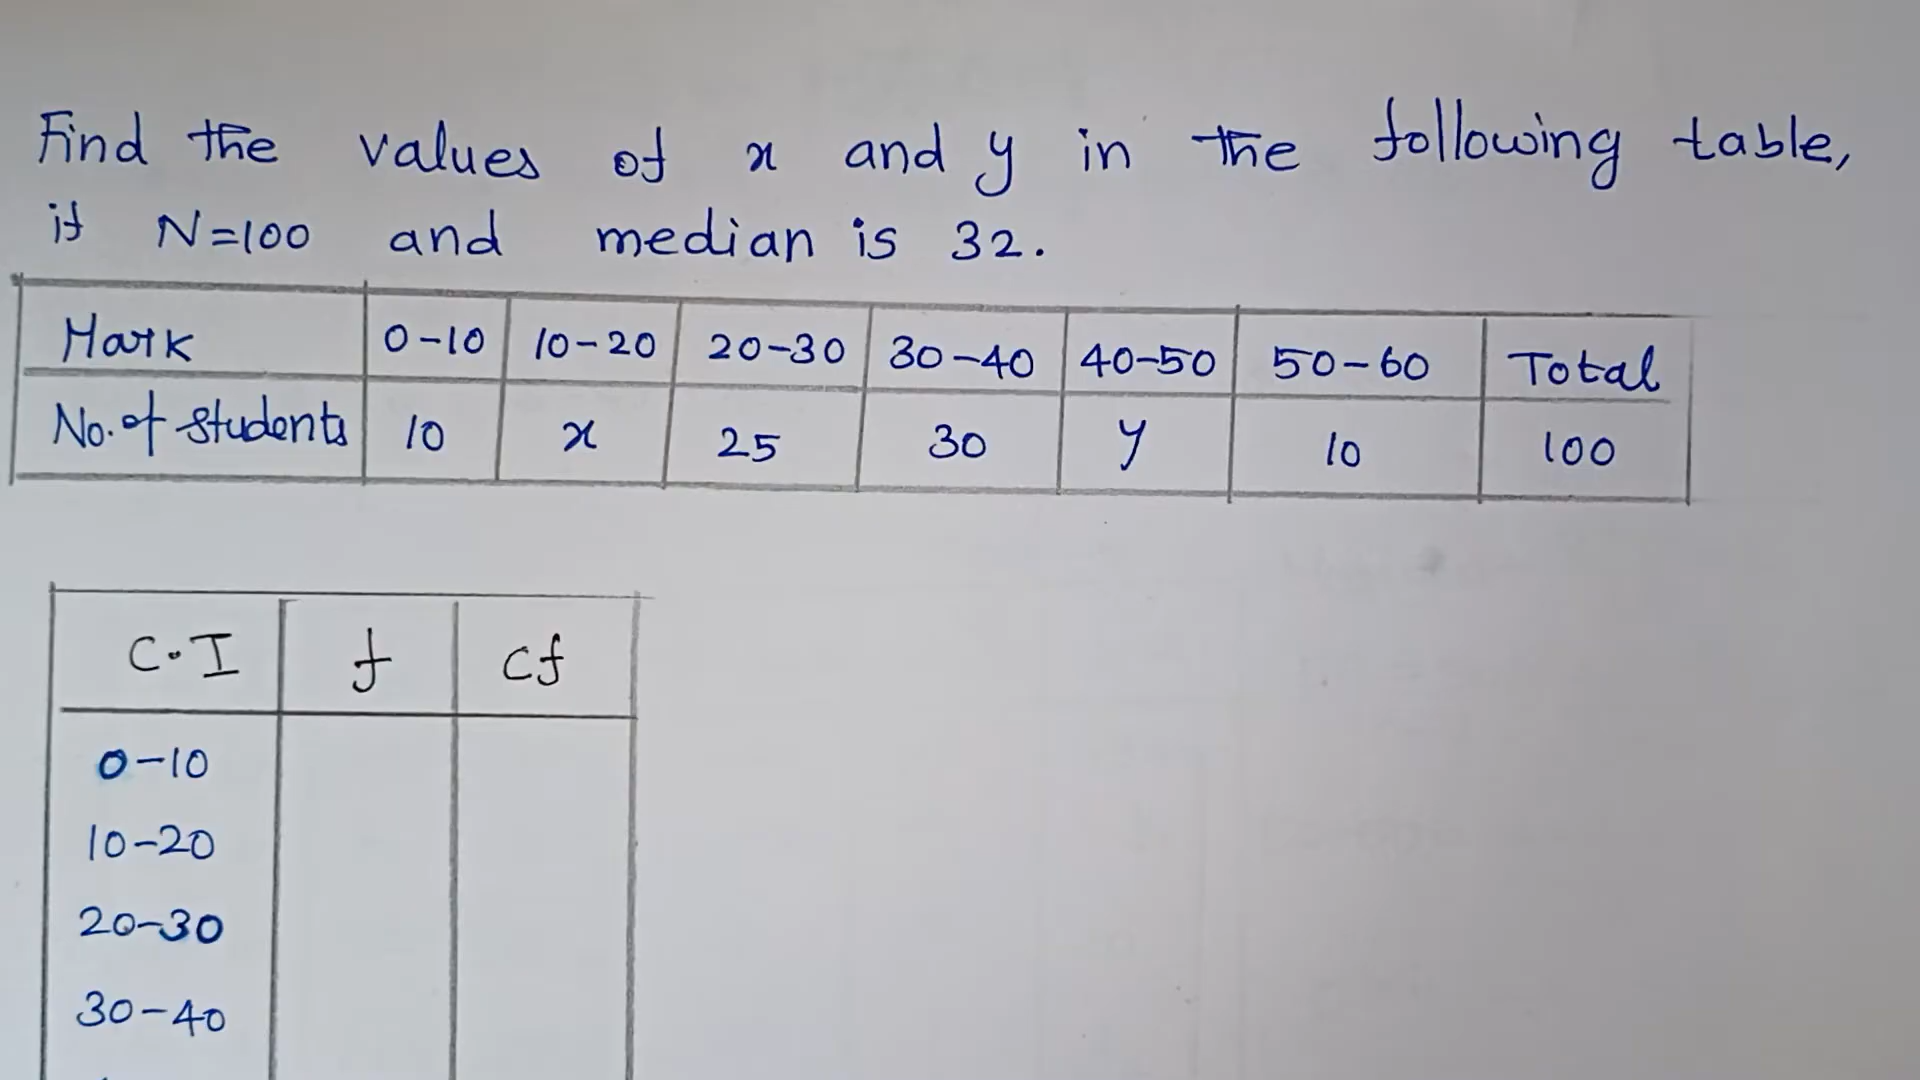 Find the values of x and y in the following table,
if N=100 and median is 32.
Mark 0-10 10-20 20-30 30-40 40-50 50-60 Total
No. of students 10 x 25 30 y 10 100
C.I f cf
0-10
10-20
20-30
30-40